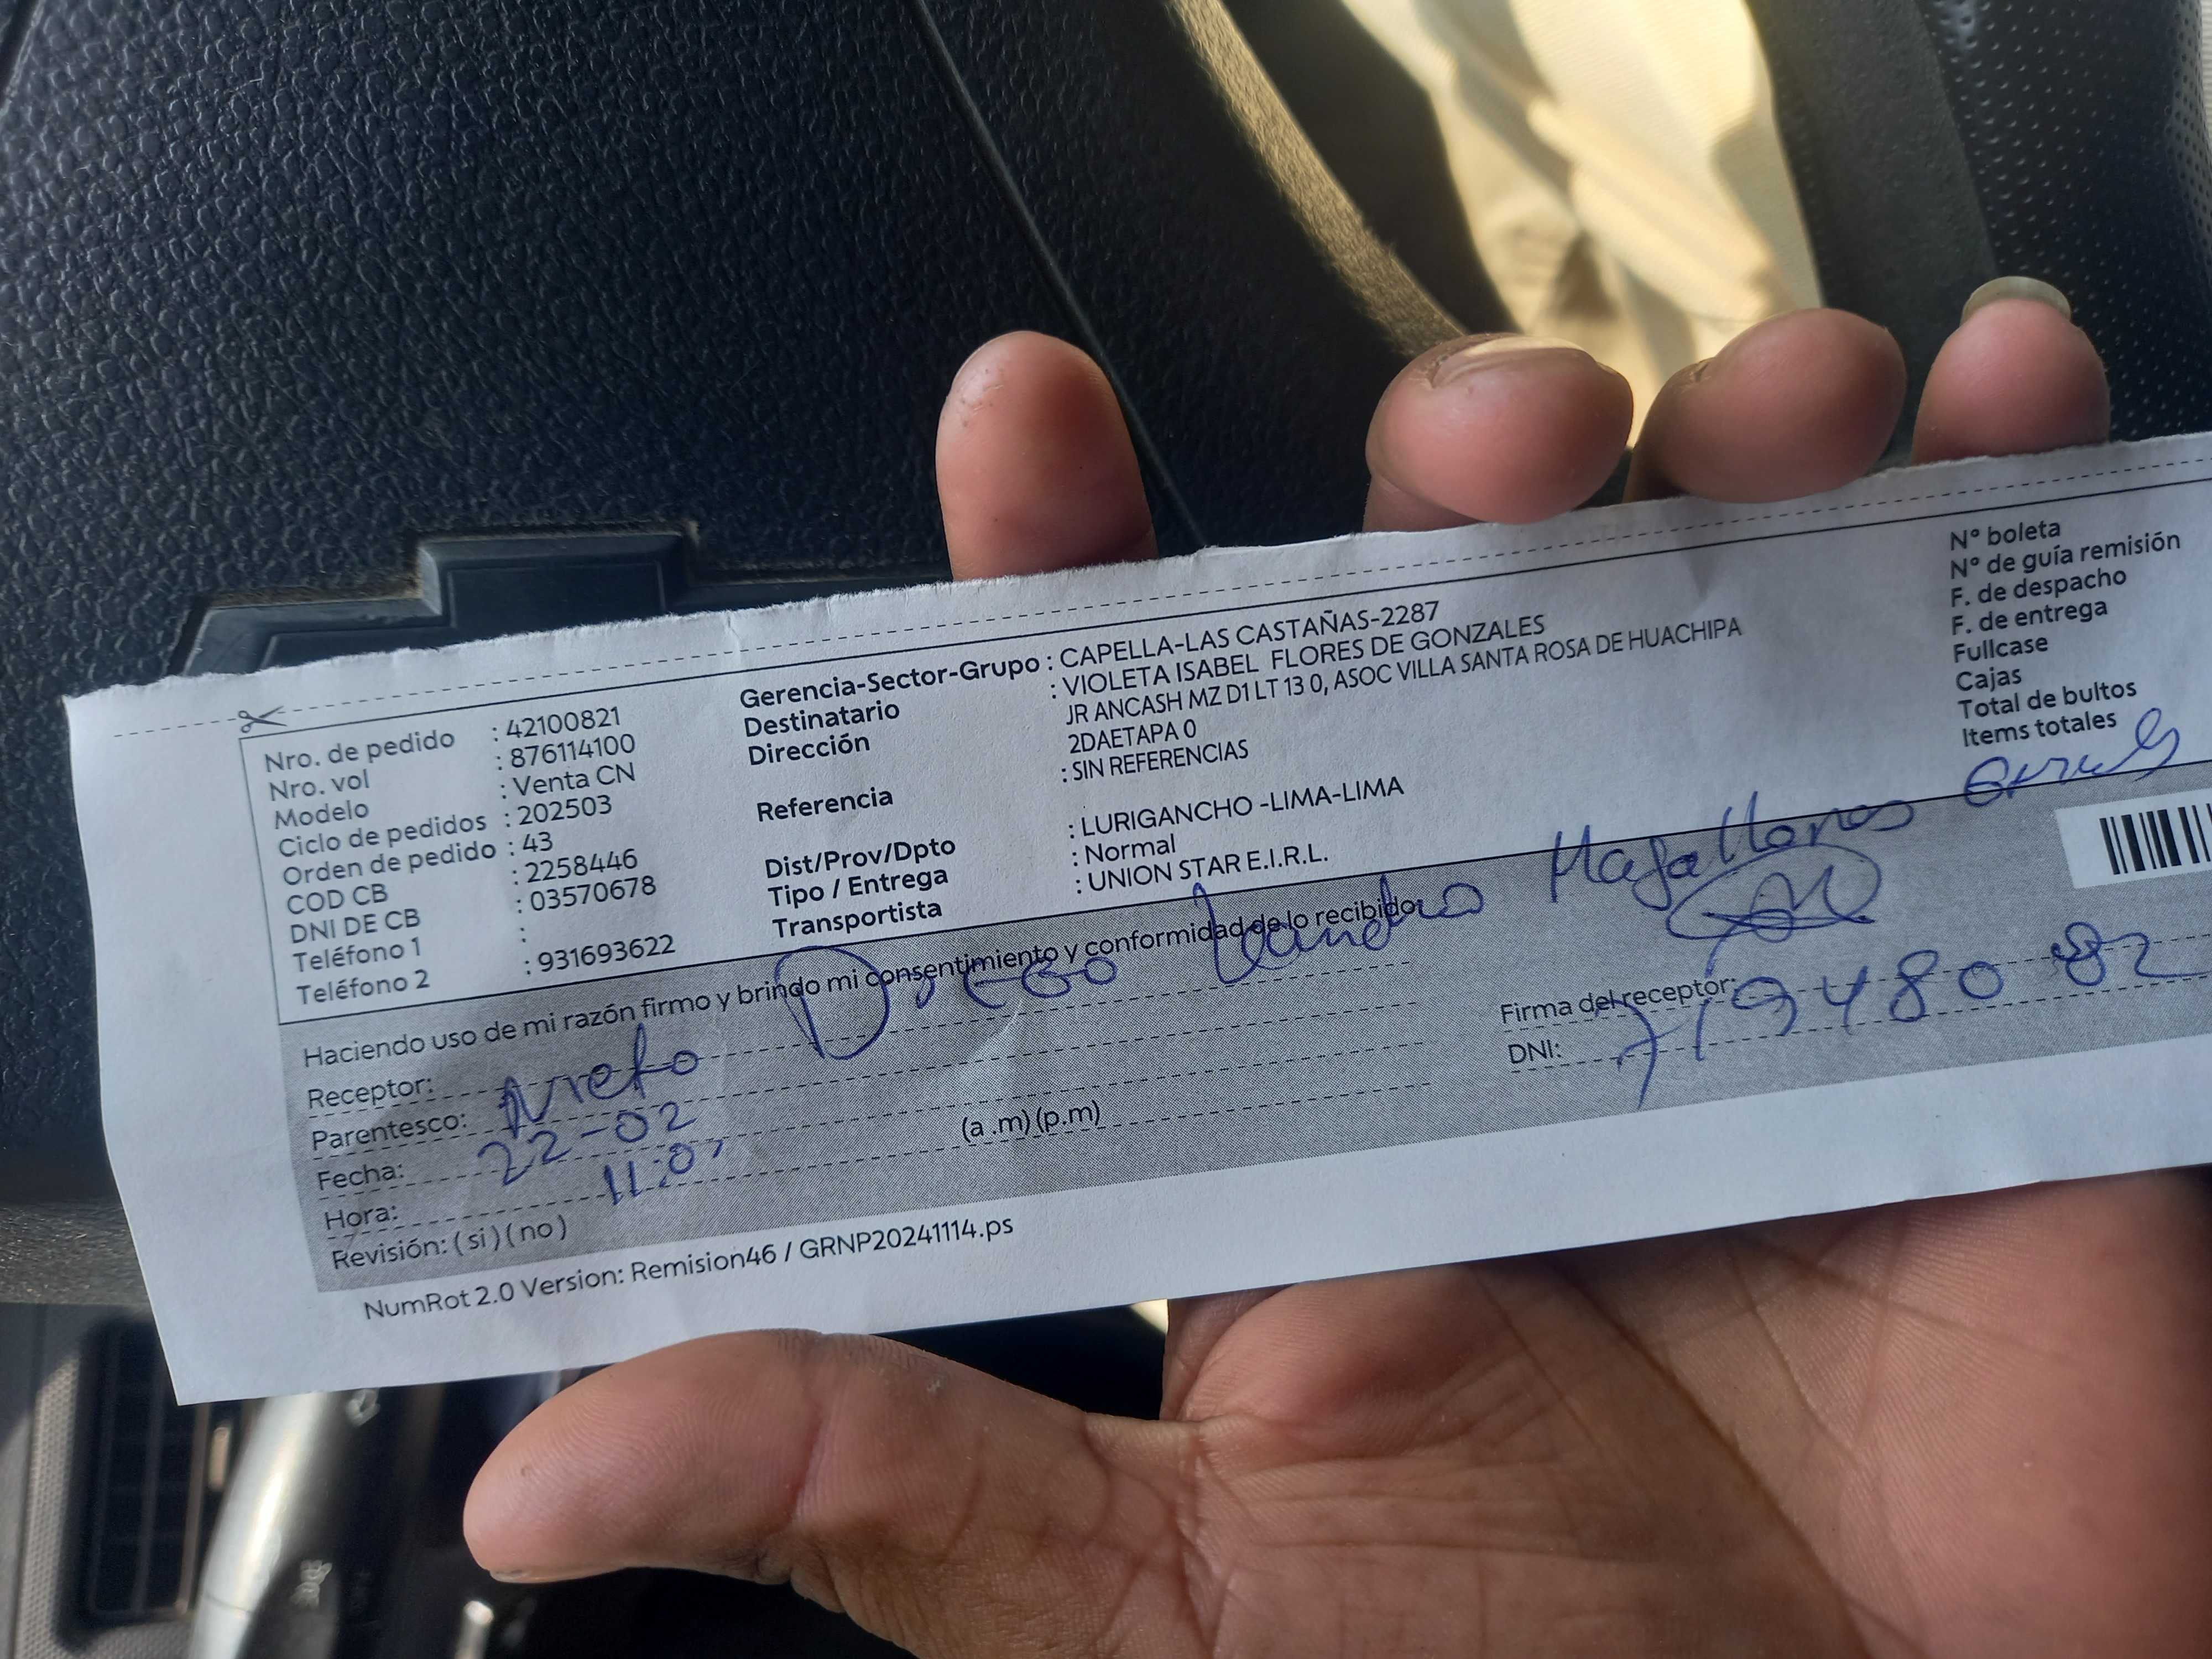 Nro. de pedido : 42100821
Nro. vol : 876114100
Modelo : Venta CN
Ciclo de pedidos : 202503
Orden de pedido : 43
COD CB : 2258446
DNI DE CB : 03570678
Teléfono 1 :
Teléfono 2 : 931693622
Gerencia-Sector-Grupo : CAPELLA-LAS CASTAÑAS-2287
Destinatario : VIOLETA ISABEL FLORES DE GONZALES
Dirección JR ANCASH MZ D1 LT 13 0, ASOC VILLA SANTA ROSA DE HUACHIPA
2DAETAPA 0
Referencia : SIN REFERENCIAS
Dist/Prov/Dpto : LURIGANCHO -LIMA-LIMA
Tipo / Entrega : Normal
Transportista : UNION STAR E.I.R.L.
N° boleta
N° de guía remisión
F. de despacho
F. de entrega
Fullcase
Cajas
Total de bultos
Items totales
Haciendo uso de mi razón firmo y brindo mi consentimiento y conformidad de lo recibido.
Receptor: Diego Leandro Magallanes
Parentesco: Nieto
Fecha: 22-02
Hora: 11:0 (a .m) (p.m)
Revisión: ( si ) ( no )
Firma del receptor:
DNI: 71948082
NumRot 2.0 Version: Remision46 / GRNP20241114.ps